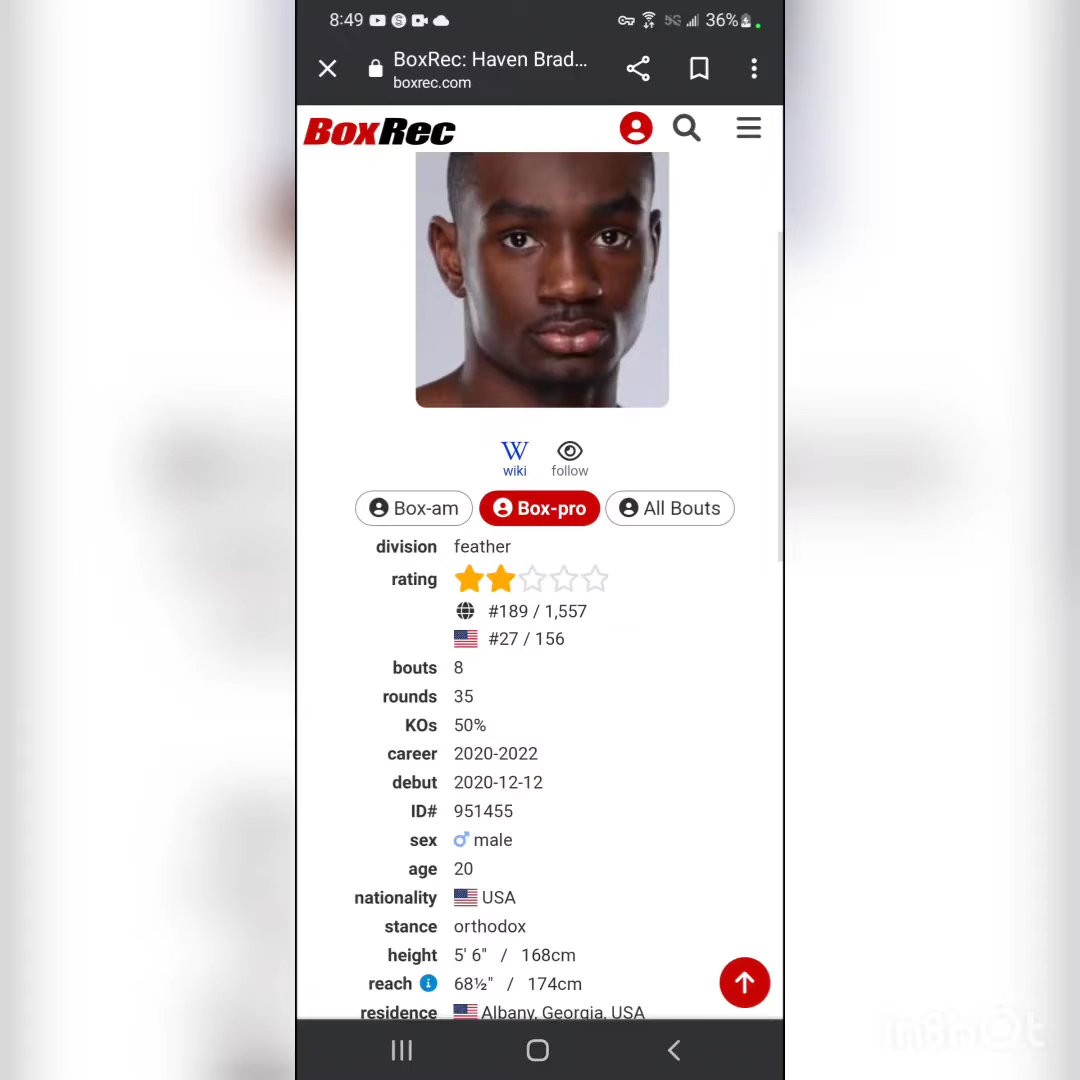 8:49
5G 36%
BoxRec: Haven Brad...
boxrec.com
BoxRec
W
wiki follow
Box-am Box-pro All Bouts
division feather
rating
#189 / 1,557
#27 / 156
bouts 8
rounds 35
KOs 50%
career 2020-2022
debut 2020-12-12
ID# 951455
sex male
age 20
nationality USA
stance orthodox
height 5' 6" / 168cm
reach 68½" / 174cm
residence Albany, Georgia, USA